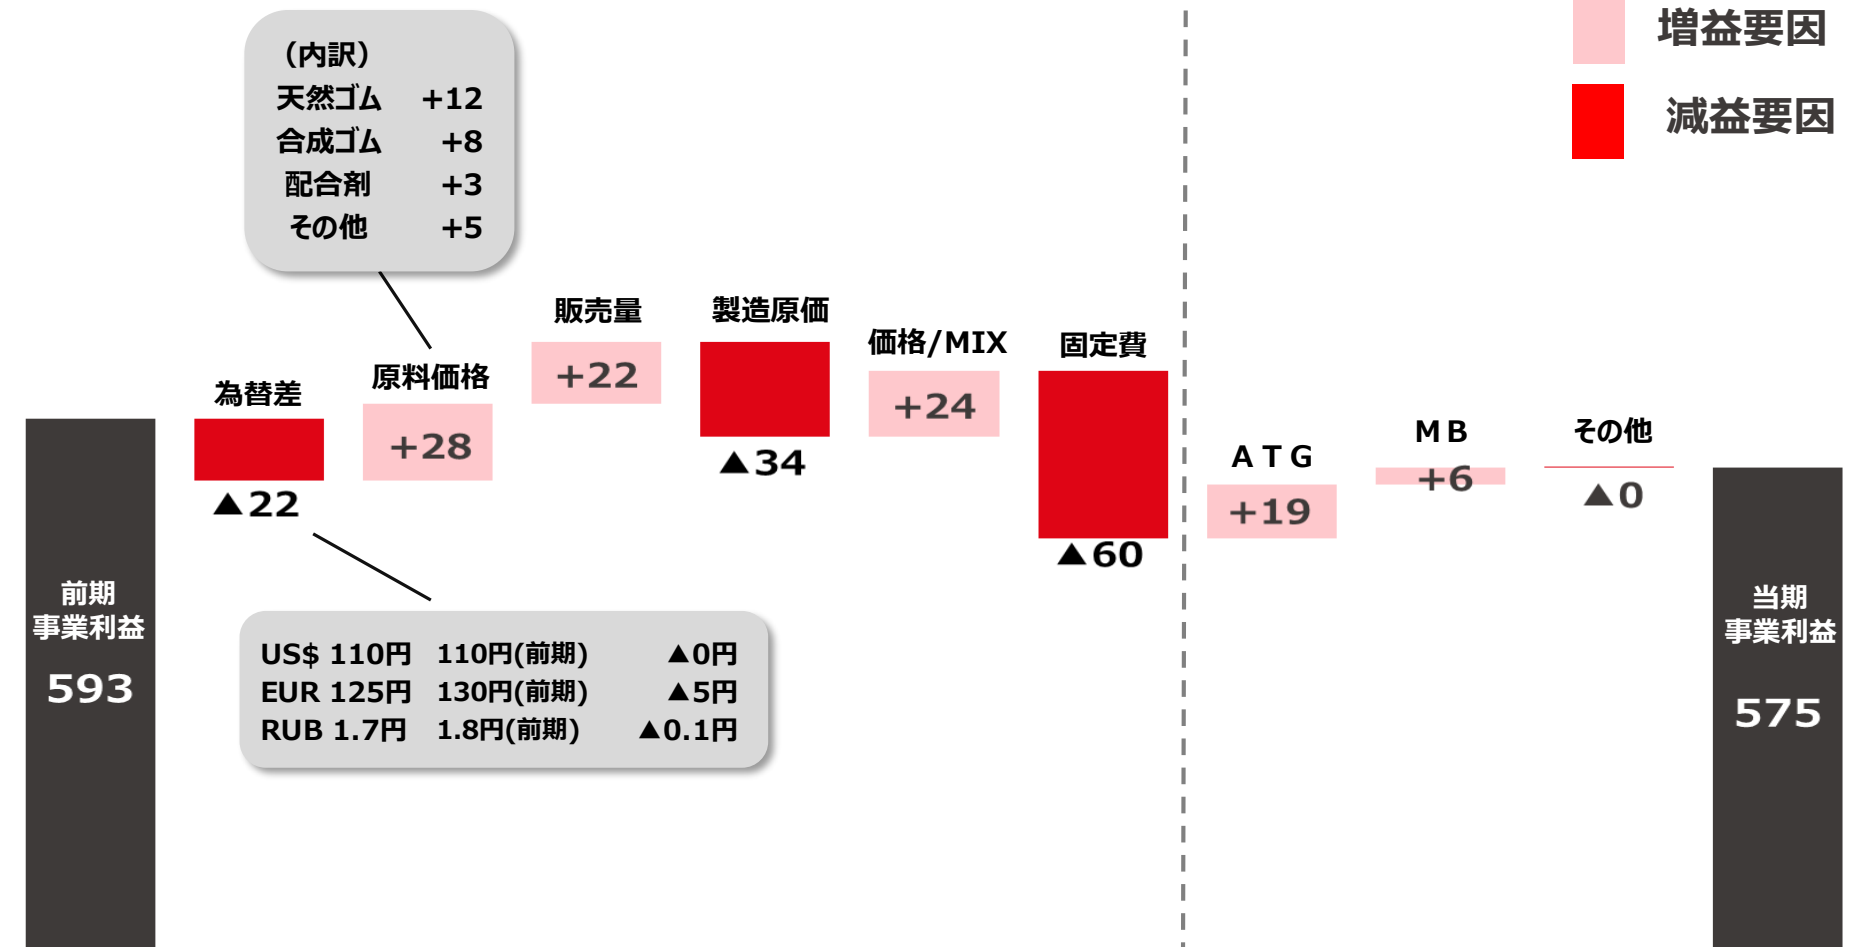 増益要因
減益要因
（内訳）
天然ゴム +12
合成ゴム +8
配合剤 +3
その他 +5
販売量
+22
製造原価
▲34
価格/MIX
+24
固定費
▲60
為替差
▲22
原料価格
+28
ＡＴＧ
+19
ＭＢ
+6
その他
▲0
前期
事業利益
593
US$ 110円 110円(前期) ▲0円
EUR 125円 130円(前期) ▲5円
RUB 1.7円 1.8円(前期) ▲0.1円
当期
事業利益
575